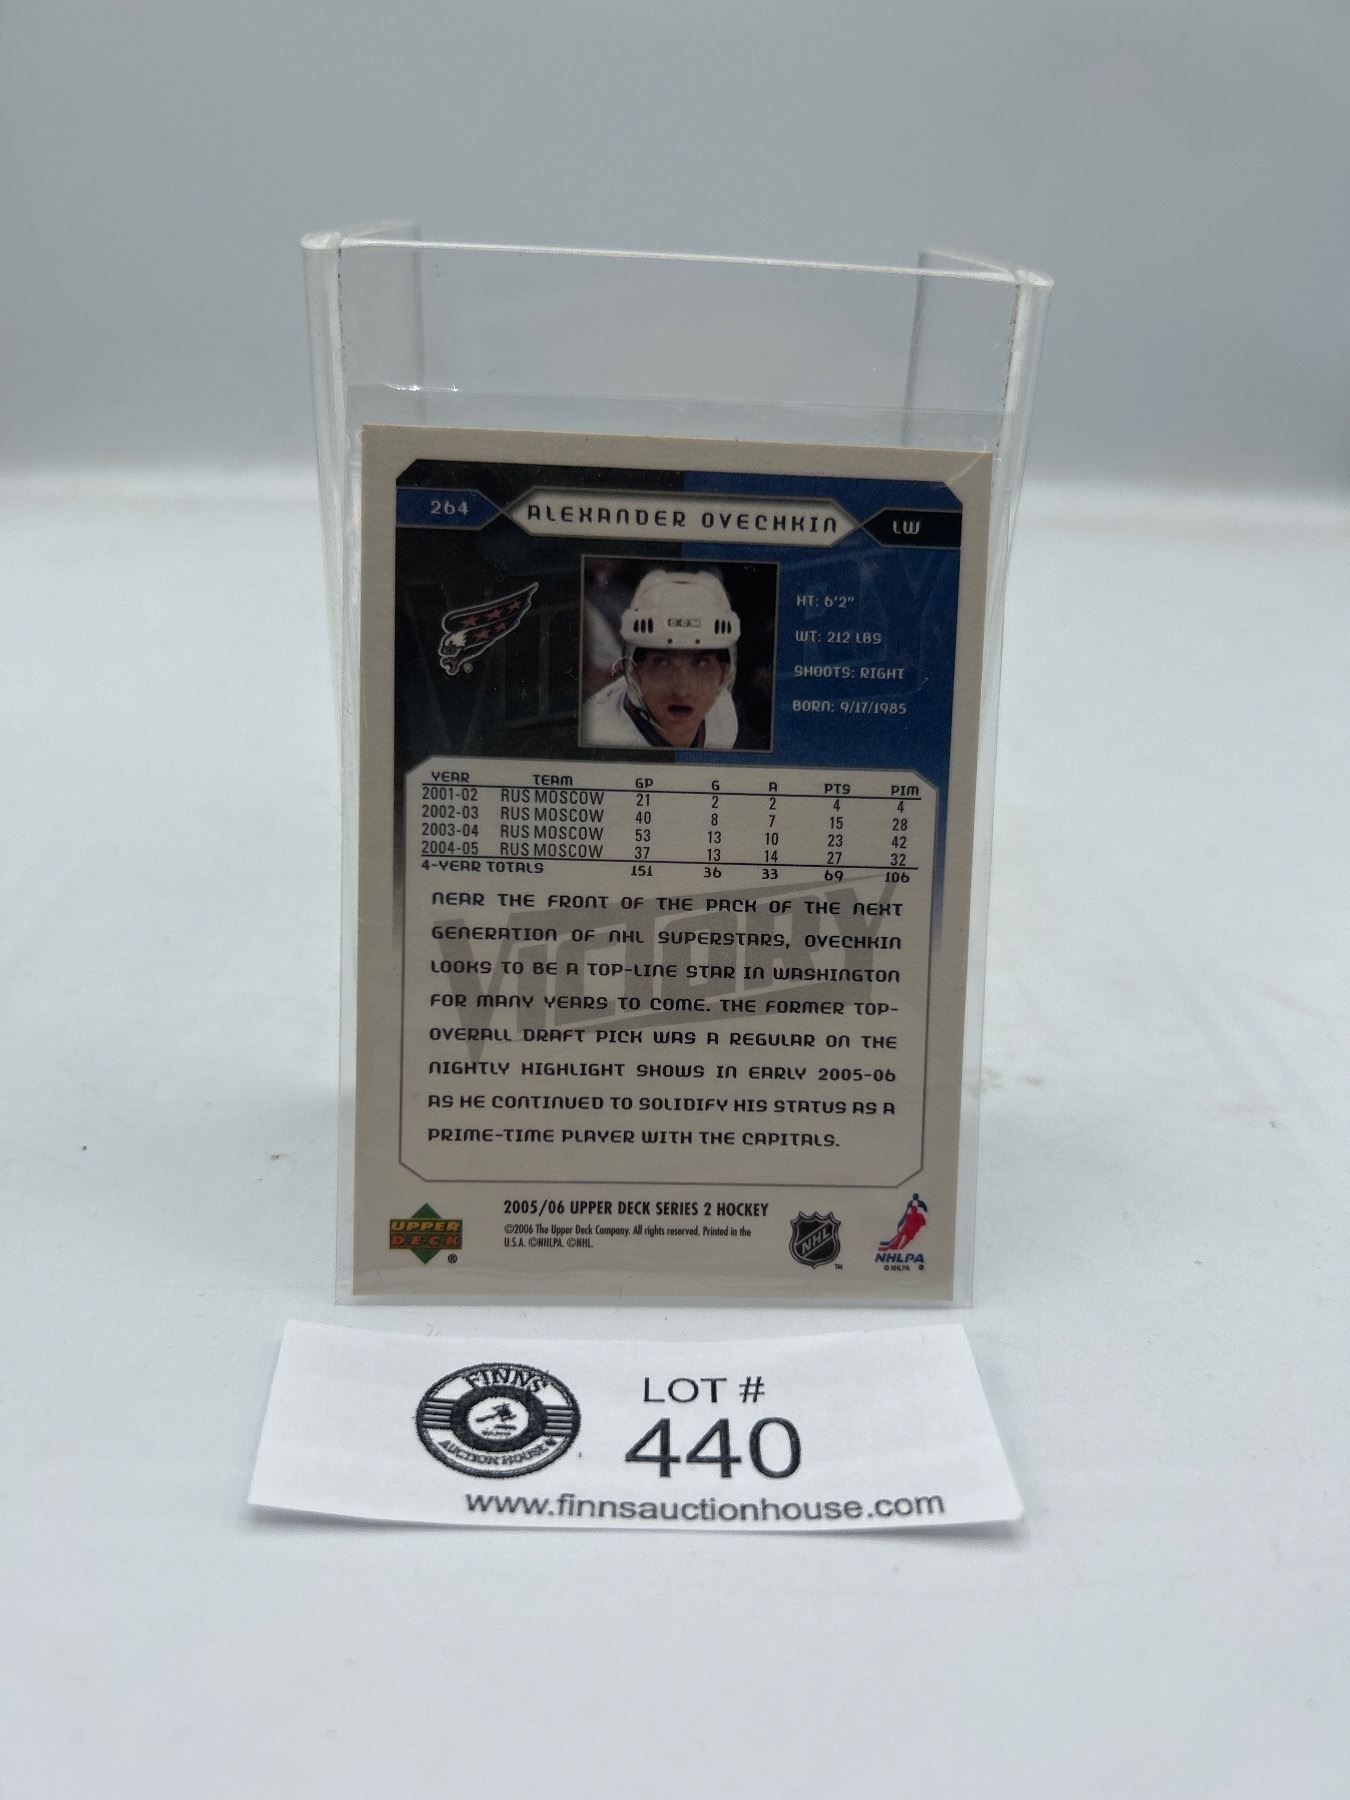 264 ALEXANDER OVECHKIN LW
CCM
HT: 6'2"
WT: 212 LBS
SHOOTS: RIGHT
BORN: 9/17/1985
®
YEAR TEAM GP G A PTS PIM
2001-02 RUS MOSCOW 21 2 2 4 4
2002-03 RUS MOSCOW 40 8 7 15 28
2003-04 RUS MOSCOW 53 13 10 23 42
2004-05 RUS MOSCOW 37 13 14 27 32
4-YEAR TOTALS 151 36 33 69 106
VICTORY
NEAR THE FRONT OF THE PACK OF THE NEXT
GENERATION OF NHL SUPERSTARS, OVECHKIN
LOOKS TO BE A TOP-LINE STAR IN WASHINGTON
FOR MANY YEARS TO COME. THE FORMER TOP-
OVERALL DRAFT PICK WAS A REGULAR ON THE
NIGHTLY HIGHLIGHT SHOWS IN EARLY 2005-06
AS HE CONTINUED TO SOLIDIFY HIS STATUS AS A
PRIME-TIME PLAYER WITH THE CAPITALS.
UPPER
DECK ®
2005/06 UPPER DECK SERIES 2 HOCKEY
©2006 The Upper Deck Company. All rights reserved. Printed in the
U.S.A. ©NHLPA. ©NHL.
NHL ™
NHLPA
© NHLPA ®
FINNS
AUCTION HOUSE
LOT #
440
www.finnsauctionhouse.com